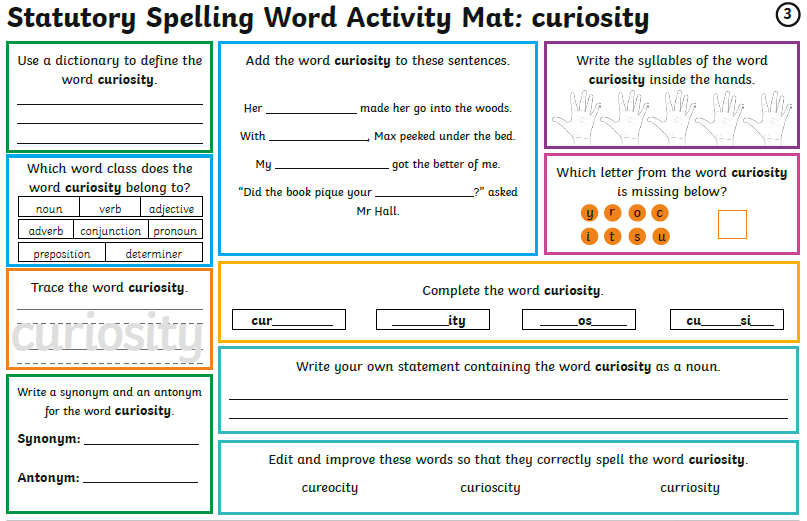 Statutory Spelling Word Activity Mat: curiosity
3
Use a dictionary to define the
word curiosity.
Which word class does the
word curiosity belong to?
noun verb adjective
adverb conjunction pronoun
preposition determiner
Trace the word curiosity.
curiosity
Write a synonym and an antonym
for the word curiosity.
Synonym: ____________
Antonym: ____________
Add the word curiosity to these sentences.
Her ____________ made her go into the woods.
With ____________, Max peeked under the bed.
My ____________ got the better of me.
“Did the book pique your ____________?” asked
Mr Hall.
Write the syllables of the word
curiosity inside the hands.
Which letter from the word curiosity
is missing below?
y r o c
i t s u
Complete the word curiosity.
cur________ ________ity _____os_____ cu_____si___
Write your own statement containing the word curiosity as a noun.
Edit and improve these words so that they correctly spell the word curiosity.
cureocity curioscity curriosity